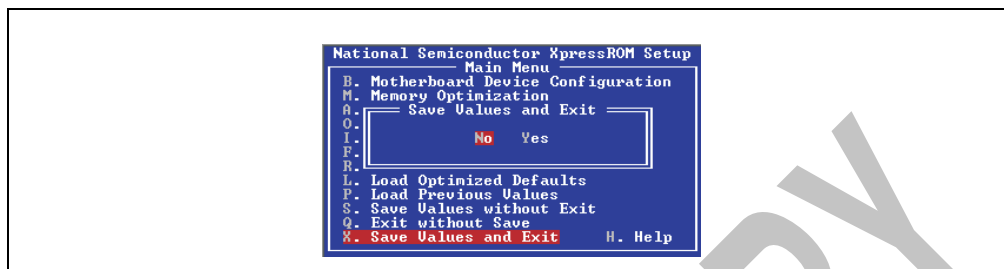 National Semiconductor XpressROM Setup
Main Menu
B. Motherboard Device Configuration
M. Memory Optimization
A.
Save Values and Exit
O.
I.
No Yes
F.
R.
L. Load Optimized Defaults
P. Load Previous Values
S. Save Values without Exit
Q. Exit without Save
X. Save Values and Exit H. Help
PY